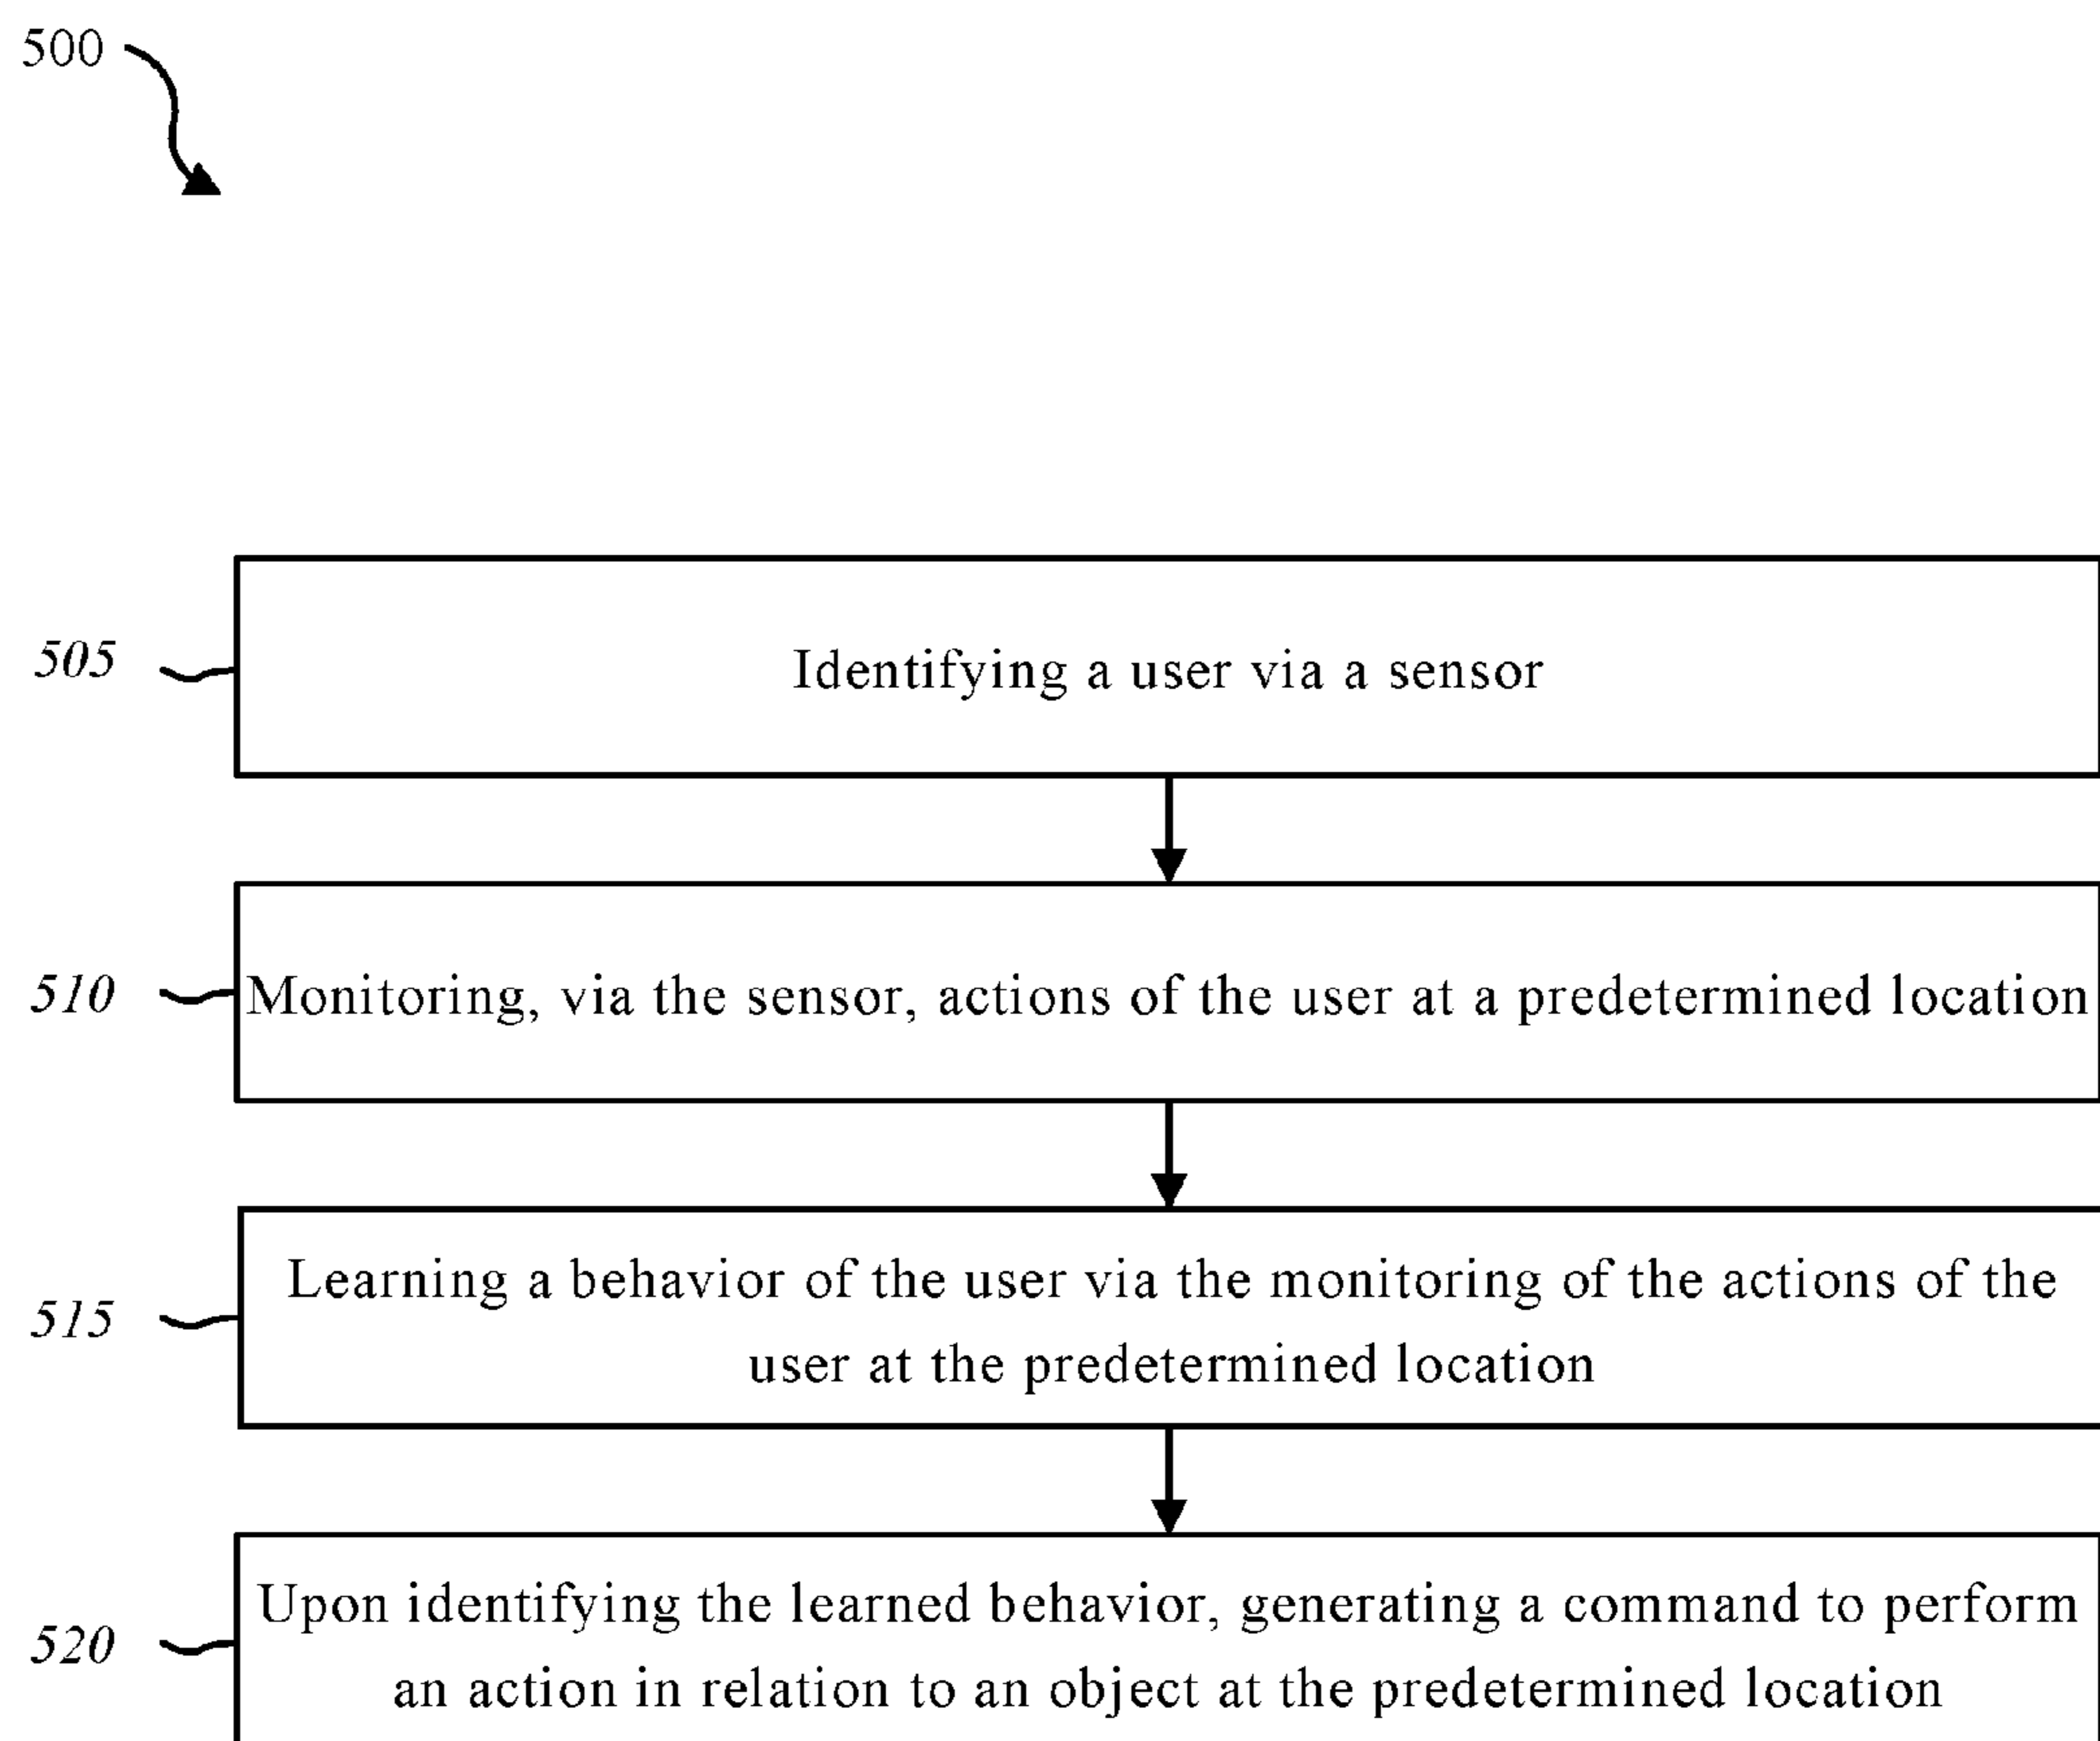 500
505
Identifying a user via a sensor
510
Monitoring, via the sensor, actions of the user at a predetermined location
515
Learning a behavior of the user via the monitoring of the actions of the
user at the predetermined location
520
Upon identifying the learned behavior, generating a command to perform
an action in relation to an object at the predetermined location